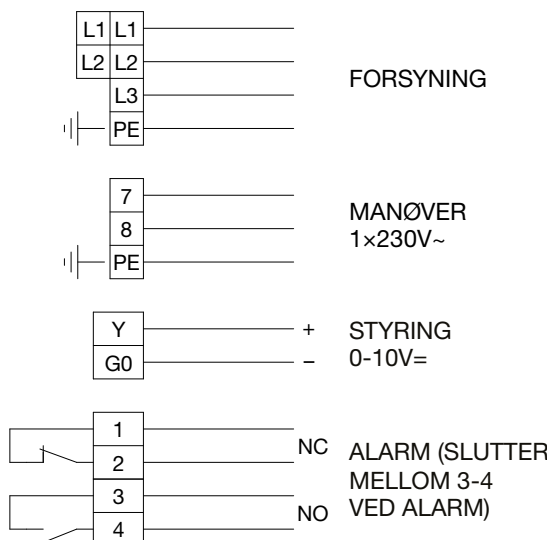 L1 L1
L2 L2
L3
PE
FORSYNING
7
8
PE
MANØVER
1×230V~
Y +
G0 –
STYRING
0-10V=
1
2
NC
3
4
NO
ALARM (SLUTTER
MELLOM 3-4
VED ALARM)